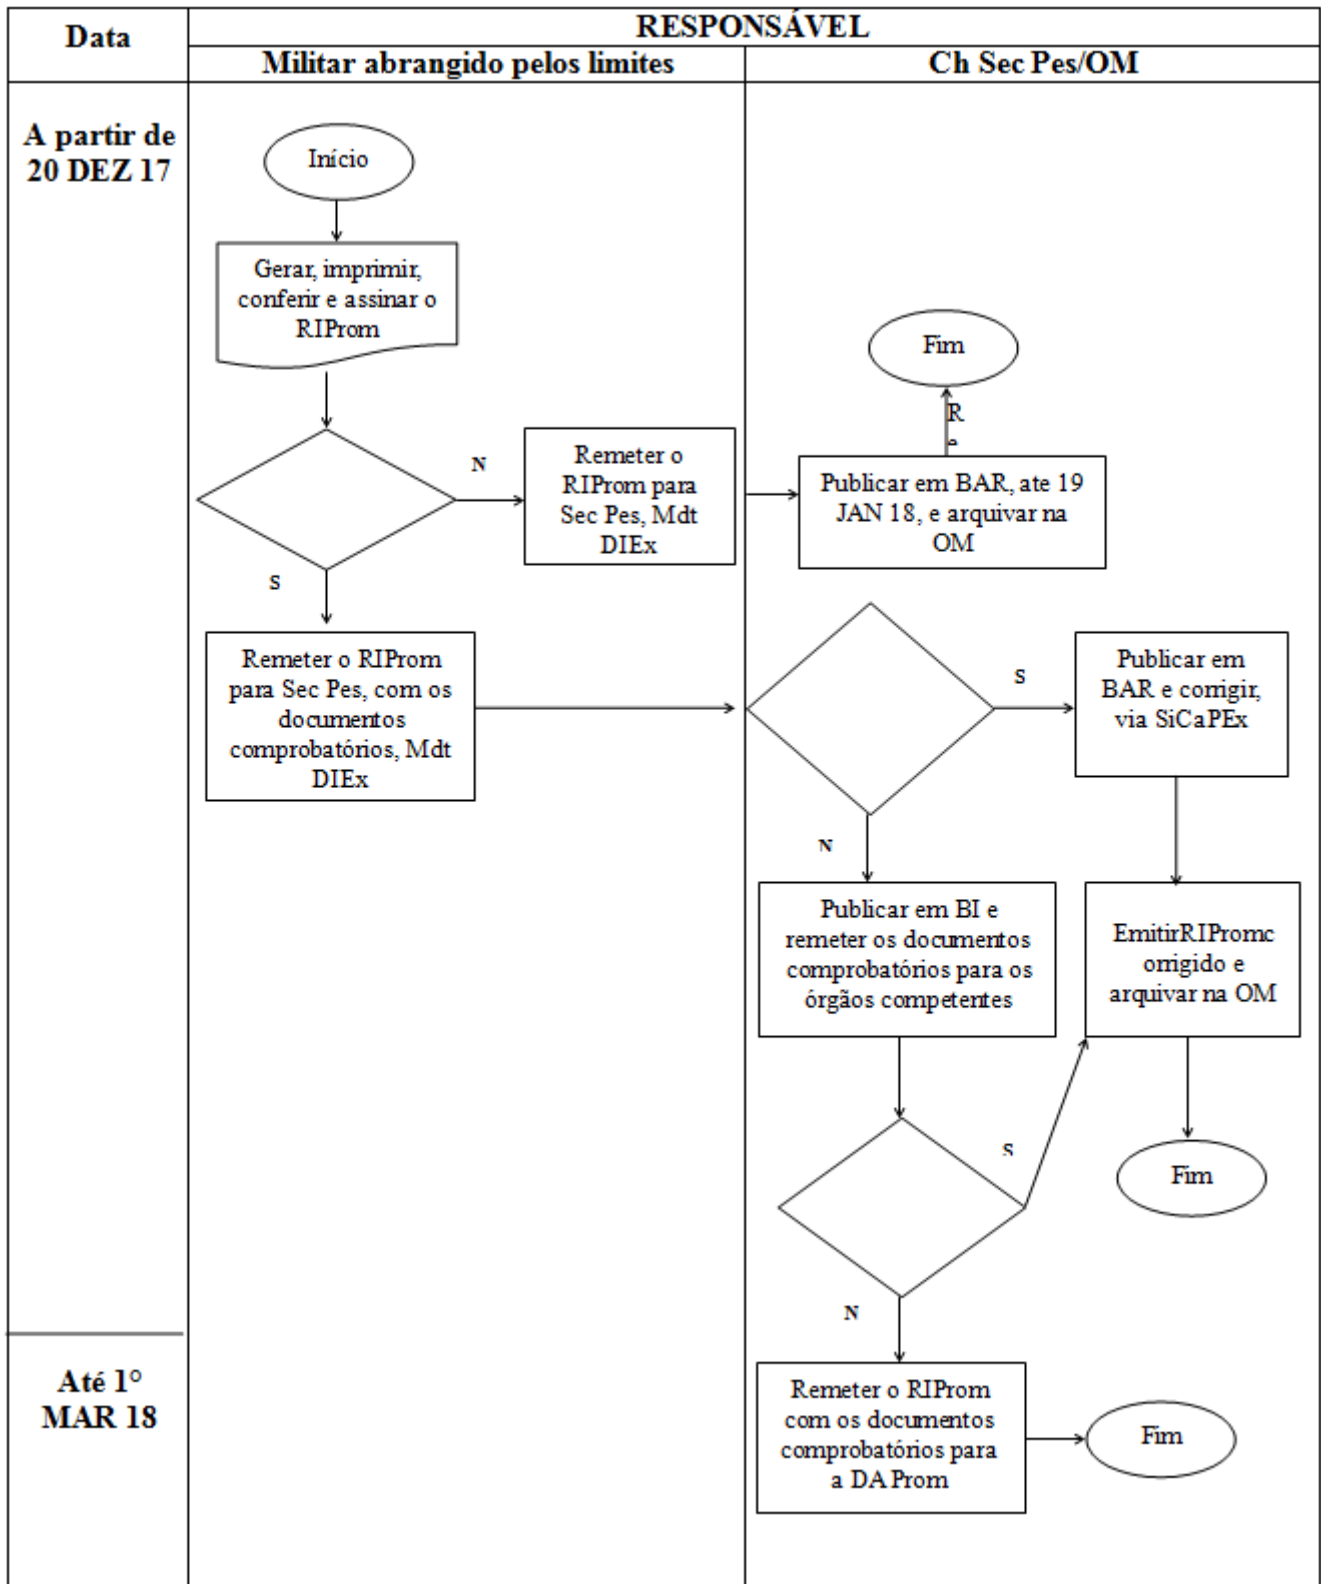 Data
RESPONSÁVEL
Militar abrangido pelos limites
Ch Sec Pes/OM
A partir de
20 DEZ 17
Início
Gerar, imprimir,
conferir e assinar o
RIProm
Fim
R
N
Remeter o
RIProm para
Sec Pes, Mdt
DIEx
Publicar em BAR, ate 19
JAN 18, e arquivar na
OM
S
Remeter o RIProm
para Sec Pes, com os
documentos
comprobatórios, Mdt
DIEx
S
Publicar em
BAR e corrigir,
via SiCaPEx
N
Publicar em BI e
remeter os documentos
comprobatórios para os
órgãos competentes
EmitirRIPromc
orrigido e
arquivar na OM
S
Fim
N
Até 1°
MAR 18
Remeter o RIProm
com os documentos
comprobatórios para
a DA Prom
Fim